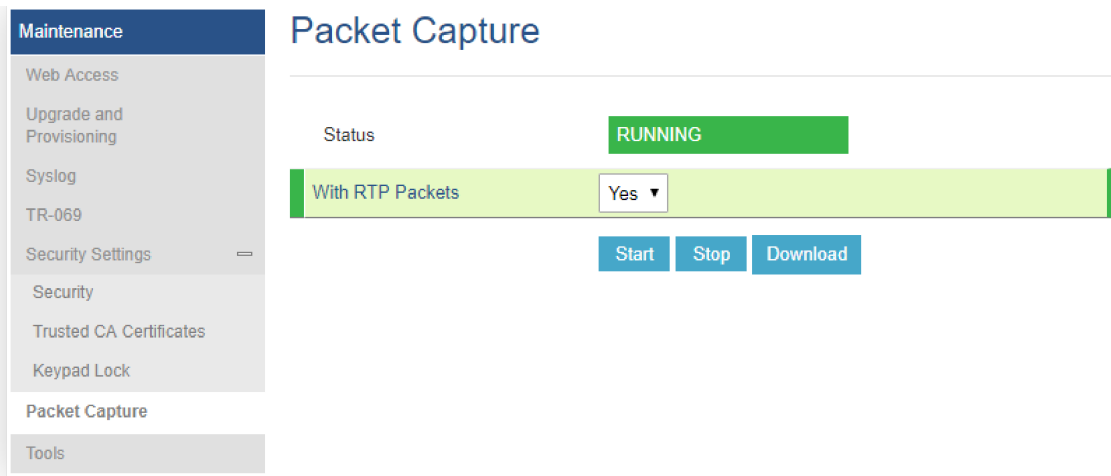 Maintenance
Web Access
Upgrade and
Provisioning
Syslog
TR-069
Security Settings
Security
Trusted CA Certificates
Keypad Lock
Packet Capture
Tools
Packet Capture
Status RUNNING
With RTP Packets Yes
Start Stop Download